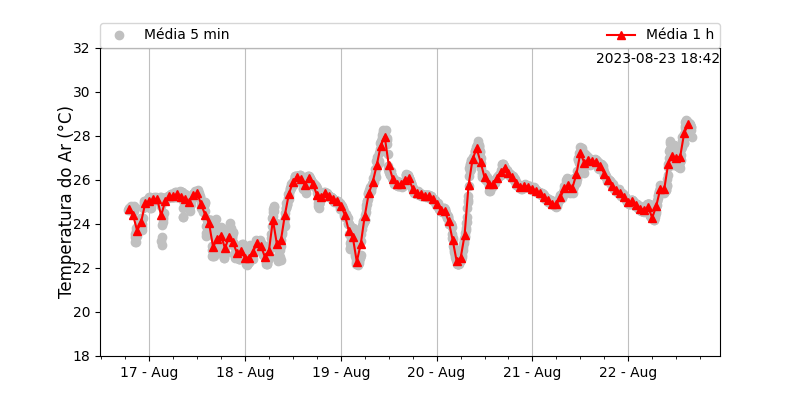 Média 5 min
Média 1 h
2023-08-23 18:42
Temperatura do Ar (°C)
32
30
28
26
24
22
20
18
17 - Aug
18 - Aug
19 - Aug
20 - Aug
21 - Aug
22 - Aug